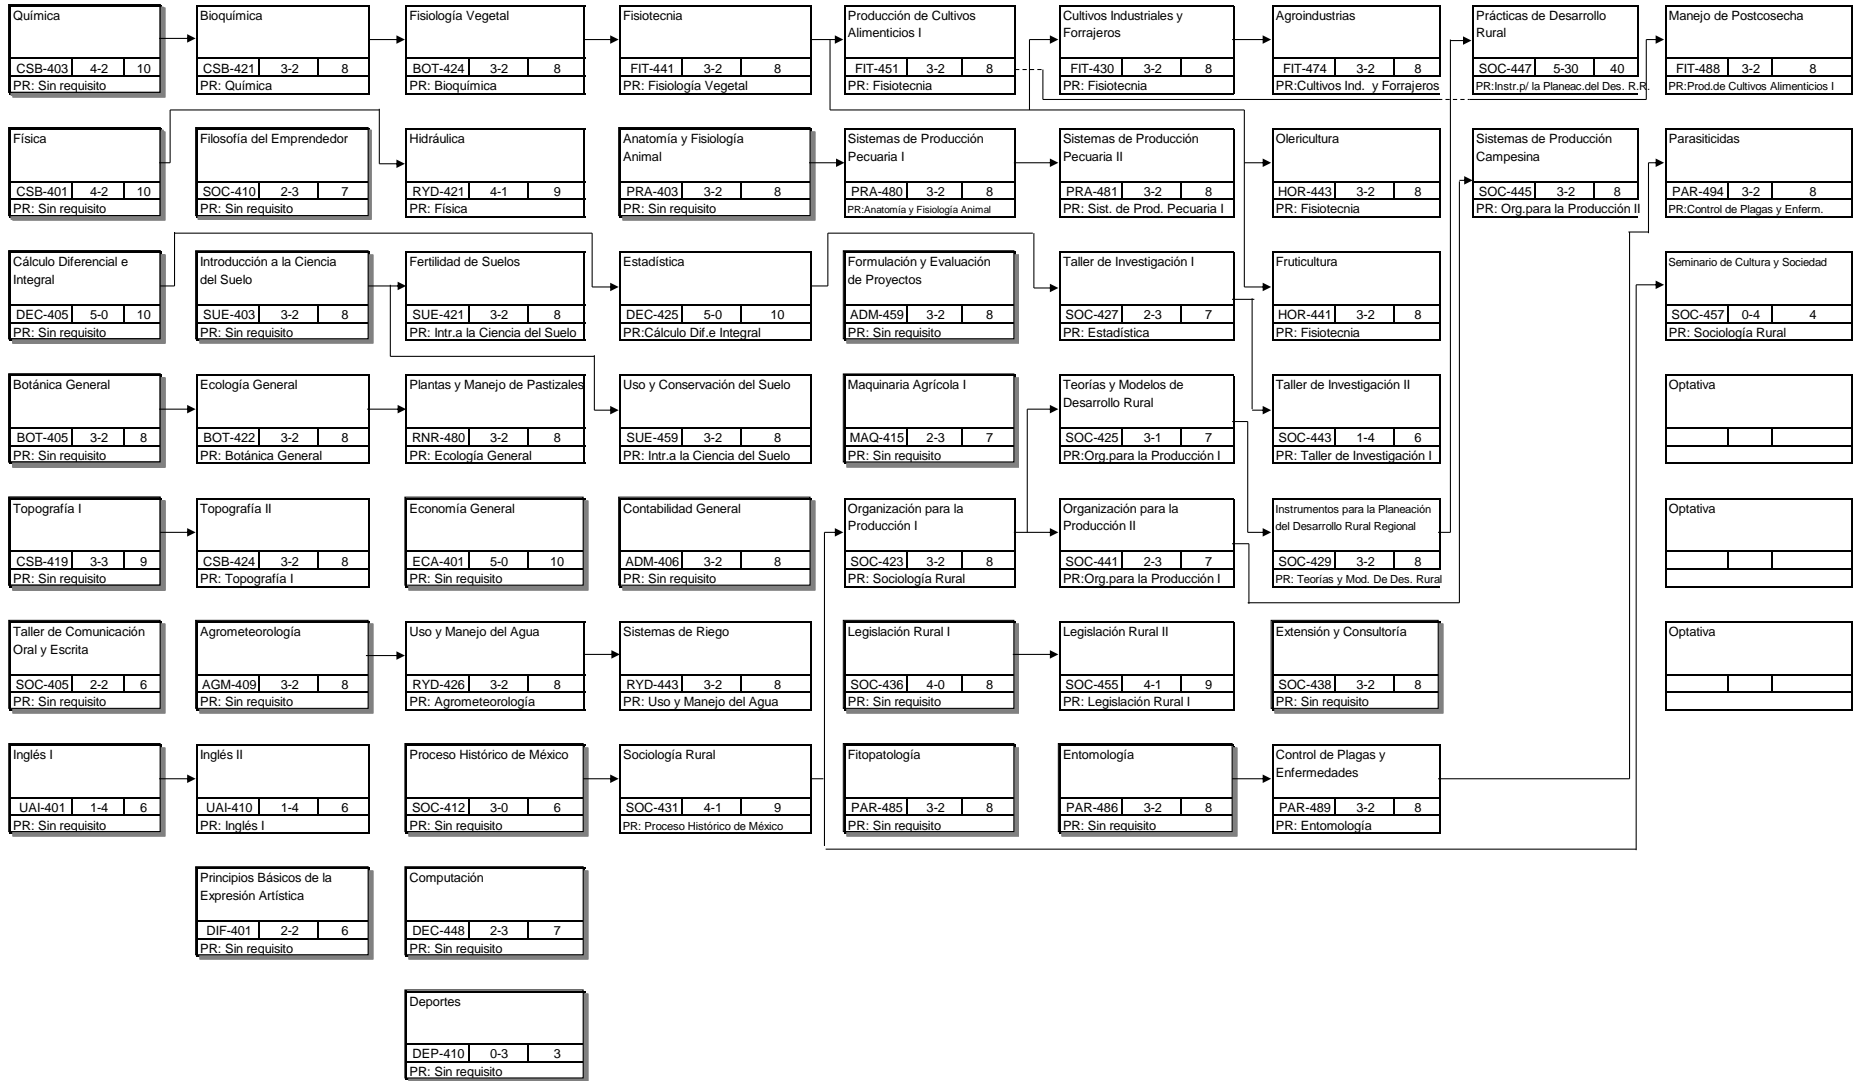 Química
CSB-403 4-2 10
PR: Sin requisito
Bioquímica
CSB-421 3-2 8
PR: Química
Fisiología Vegetal
BOT-424 3-2 8
PR: Bioquímica
Fisiotecnia
FIT-441 3-2 8
PR: Fisiología Vegetal
Producción de Cultivos
Alimenticios I
FIT-451 3-2 8
PR: Fisiotecnia
Cultivos Industriales y
Forrajeros
FIT-430 3-2 8
PR: Fisiotecnia
Agroindustrias
FIT-474 3-2 8
PR:Cultivos Ind. y Forrajeros
Prácticas de Desarrollo
Rural
SOC-447 5-30 40
PR:Instr.p/ la Planeac.del Des. R.R.
Manejo de Postcosecha
FIT-488 3-2 8
PR:Prod.de Cultivos Alimenticios I
Física
CSB-401 4-2 10
PR: Sin requisito
Filosofía del Emprendedor
SOC-410 2-3 7
PR: Sin requisito
Hidráulica
RYD-421 4-1 9
PR: Física
Anatomía y Fisiología
Animal
PRA-403 3-2 8
PR: Sin requisito
Sistemas de Producción
Pecuaria I
PRA-480 3-2 8
PR:Anatomía y Fisiología Animal
Sistemas de Producción
Pecuaria II
PRA-481 3-2 8
PR: Sist. de Prod. Pecuaria I
Olericultura
HOR-443 3-2 8
PR: Fisiotecnia
Sistemas de Producción
Campesina
SOC-445 3-2 8
PR: Org.para la Producción II
Parasiticidas
PAR-494 3-2 8
PR:Control de Plagas y Enferm.
Cálculo Diferencial e
Integral
DEC-405 5-0 10
PR: Sin requisito
Introducción a la Ciencia
del Suelo
SUE-403 3-2 8
PR: Sin requisito
Fertilidad de Suelos
SUE-421 3-2 8
PR: Intr.a la Ciencia del Suelo
Estadística
DEC-425 5-0 10
PR:Cálculo Dif.e Integral
Formulación y Evaluación
de Proyectos
ADM-459 3-2 8
PR: Sin requisito
Taller de Investigación I
SOC-427 2-3 7
PR: Estadística
Fruticultura
HOR-441 3-2 8
PR: Fisiotecnia
Seminario de Cultura y Sociedad
SOC-457 0-4 4
PR: Sociología Rural
Botánica General
BOT-405 3-2 8
PR: Sin requisito
Ecología General
BOT-422 3-2 8
PR: Botánica General
Plantas y Manejo de Pastizales
RNR-480 3-2 8
PR: Ecología General
Uso y Conservación del Suelo
SUE-459 3-2 8
PR: Intr.a la Ciencia del Suelo
Maquinaria Agrícola I
MAQ-415 2-3 7
PR: Sin requisito
Teorías y Modelos de
Desarrollo Rural
SOC-425 3-1 7
PR:Org.para la Producción I
Taller de Investigación II
SOC-443 1-4 6
PR: Taller de Investigación I
Optativa
Topografía I
CSB-419 3-3 9
PR: Sin requisito
Topografía II
CSB-424 3-2 8
PR: Topografía I
Economía General
ECA-401 5-0 10
PR: Sin requisito
Contabilidad General
ADM-406 3-2 8
PR: Sin requisito
Organización para la
Producción I
SOC-423 3-2 8
PR: Sociología Rural
Organización para la
Producción II
SOC-441 2-3 7
PR:Org.para la Producción I
Instrumentos para la Planeación
del Desarrollo Rural Regional
SOC-429 3-2 8
PR: Teorías y Mod. De Des. Rural
Optativa
Taller de Comunicación
Oral y Escrita
SOC-405 2-2 6
PR: Sin requisito
Agrometeorología
AGM-409 3-2 8
PR: Sin requisito
Uso y Manejo del Agua
RYD-426 3-2 8
PR: Agrometeorología
Sistemas de Riego
RYD-443 3-2 8
PR: Uso y Manejo del Agua
Legislación Rural I
SOC-436 4-0 8
PR: Sin requisito
Legislación Rural II
SOC-455 4-1 9
PR: Legislación Rural I
Extensión y Consultoría
SOC-438 3-2 8
PR: Sin requisito
Optativa
Inglés I
UAI-401 1-4 6
PR: Sin requisito
Inglés II
UAI-410 1-4 6
PR: Inglés I
Proceso Histórico de México
SOC-412 3-0 6
PR: Sin requisito
Sociología Rural
SOC-431 4-1 9
PR: Proceso Histórico de México
Fitopatología
PAR-485 3-2 8
PR: Sin requisito
Entomología
PAR-486 3-2 8
PR: Sin requisito
Control de Plagas y
Enfermedades
PAR-489 3-2 8
PR: Entomología
Principios Básicos de la
Expresión Artística
DIF-401 2-2 6
PR: Sin requisito
Computación
DEC-448 2-3 7
PR: Sin requisito
Deportes
DEP-410 0-3 3
PR: Sin requisito